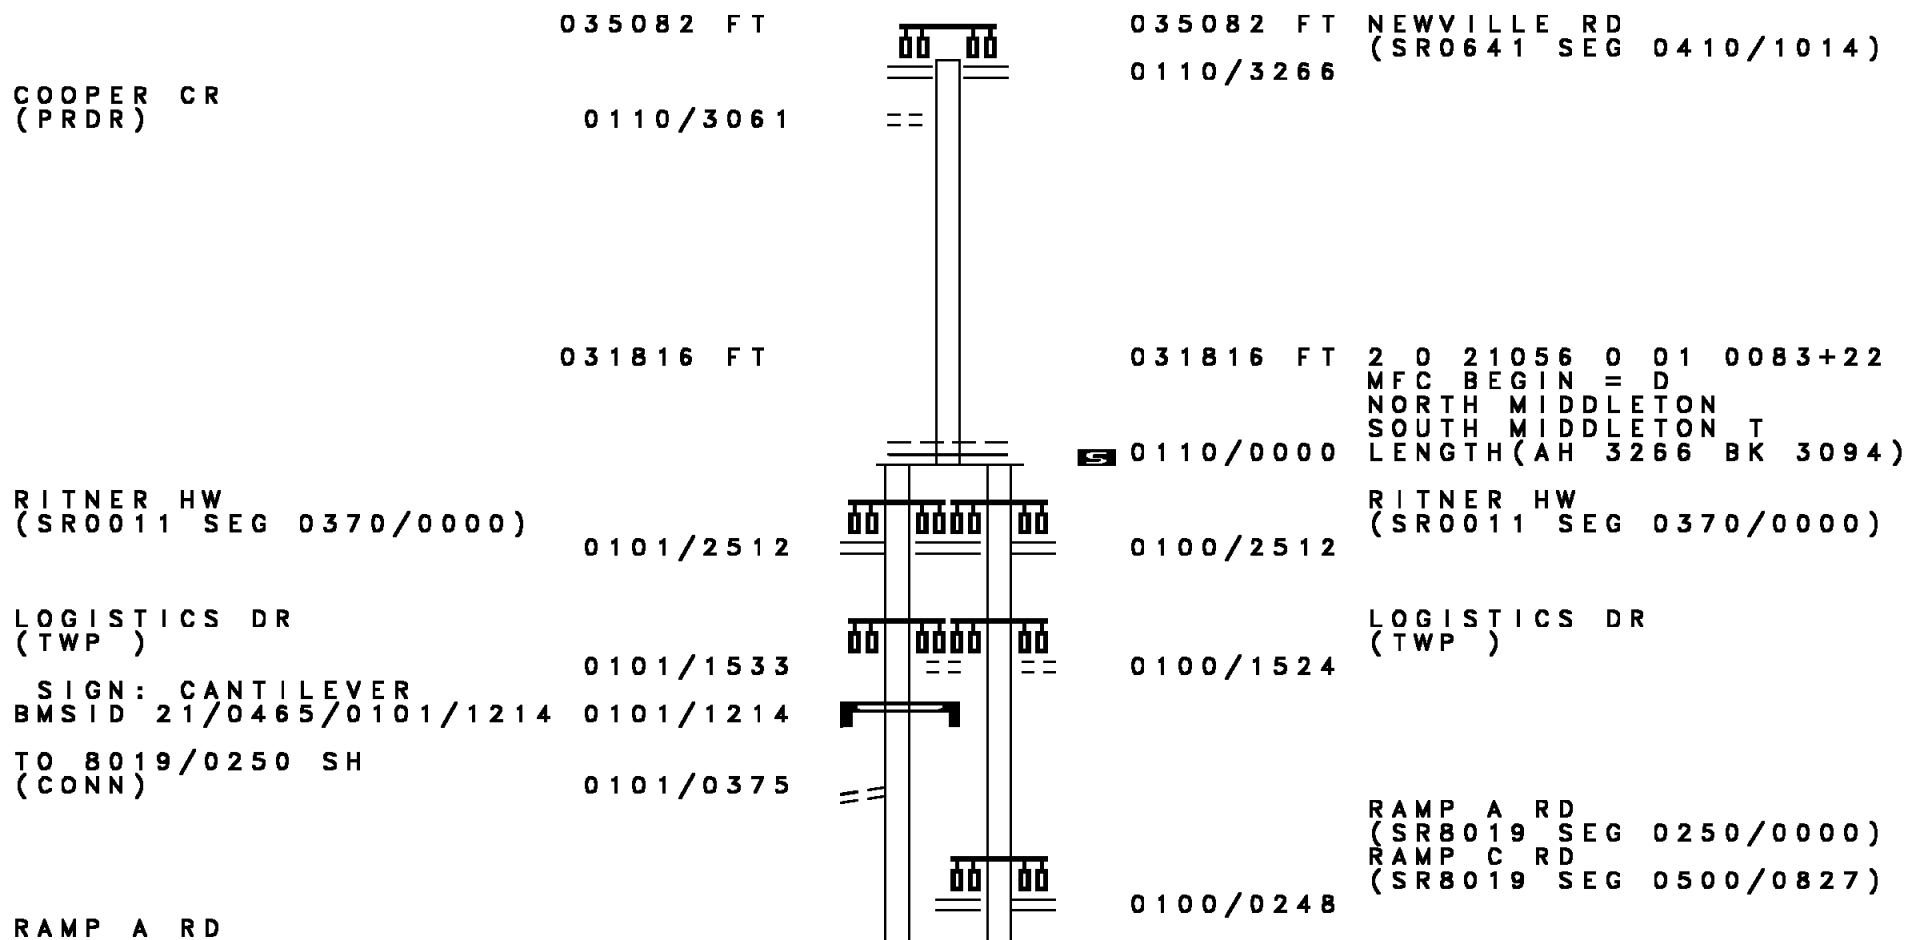 035082 FT 035082 FT NEWVILLE RD
(SR0641 SEG 0410/1014)
0110/3266
COOPER CR
(PRDR) 0110/3061
031816 FT 031816 FT 2 0 21056 0 01 0083+22
MFC BEGIN = D
NORTH MIDDLETON
SOUTH MIDDLETON T
S 0110/0000 LENGTH(AH 3266 BK 3094)
RITNER HW RITNER HW
(SR0011 SEG 0370/0000) (SR0011 SEG 0370/0000)
0101/2512 0100/2512
LOGISTICS DR LOGISTICS DR
(TWP ) (TWP )
0101/1533 0100/1524
SIGN: CANTILEVER
BMSID 21/0465/0101/1214 0101/1214
TO 8019/0250 SH
(CONN) 0101/0375
RAMP A RD
(SR8019 SEG 0250/0000)
RAMP C RD
(SR8019 SEG 0500/0827)
0100/0248
RAMP A RD